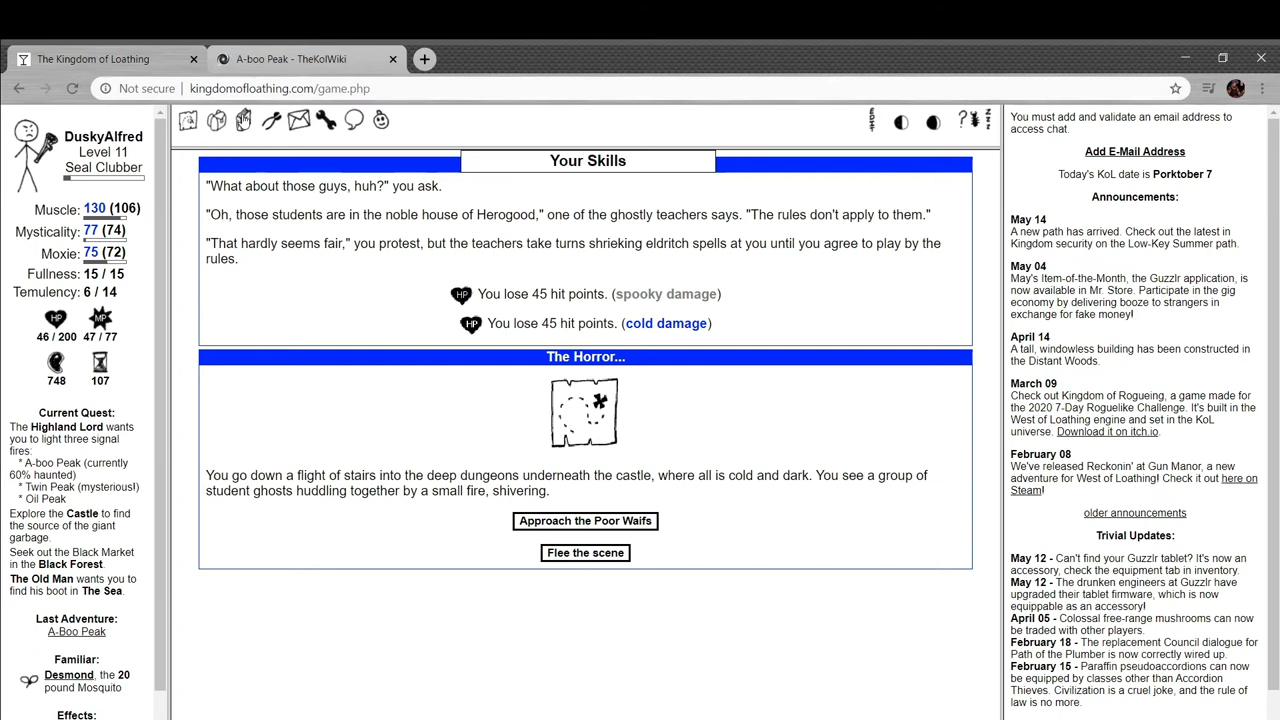 The Kingdom of Loathing
A-boo Peak - TheKolWiki
Not secure
kingdomofloathing.com/game.php
DuskyAlfred
Level 11
Seal Clubber
Muscle: 130 (106)
Mysticality: 77 (74)
Moxie: 75 (72)
Fullness: 15 / 15
Temulency: 6 / 14
HP
MP
46 / 200
47 / 77
748
107
Current Quest:
The Highland Lord wants
you to light three signal
fires:
* A-boo Peak (currently
60% haunted)
* Twin Peak (mysterious!)
* Oil Peak
Explore the Castle to find
the source of the giant
garbage.
Seek out the Black Market
in the Black Forest.
The Old Man wants you to
find his boot in The Sea.
Last Adventure:
A-Boo Peak
Familiar:
Desmond, the 20
pound Mosquito
Effects:
EDIT
?
ZZZ
Your Skills
"What about those guys, huh?" you ask.
"Oh, those students are in the noble house of Herogood," one of the ghostly teachers says. "The rules don't apply to them."
"That hardly seems fair," you protest, but the teachers take turns shrieking eldritch spells at you until you agree to play by the
rules.
HP You lose 45 hit points. (spooky damage)
HP You lose 45 hit points. (cold damage)
The Horror...
You go down a flight of stairs into the deep dungeons underneath the castle, where all is cold and dark. You see a group of
student ghosts huddling together by a small fire, shivering.
Approach the Poor Waifs
Flee the scene
You must add and validate an email address to
access chat.
Add E-Mail Address
Today's KoL date is Porktober 7
Announcements:
May 14
A new path has arrived. Check out the latest in
Kingdom security on the Low-Key Summer path.
May 04
May's Item-of-the-Month, the Guzzlr application, is
now available in Mr. Store. Participate in the gig
economy by delivering booze to strangers in
exchange for fake money!
April 14
A tall, windowless building has been constructed in
the Distant Woods.
March 09
Check out Kingdom of Rogueing, a game made for
the 2020 7-Day Roguelike Challenge. It's built in the
West of Loathing engine and set in the KoL
universe. Download it on itch.io.
February 08
We've released Reckonin' at Gun Manor, a new
adventure for West of Loathing! Check it out here on
Steam!
older announcements
Trivial Updates:
May 12 - Can't find your Guzzlr tablet? It's now an
accessory, check the equipment tab in inventory.
May 12 - The drunken engineers at Guzzlr have
upgraded their tablet firmware, which is now
equippable as an accessory!
April 05 - Colossal free-range mushrooms can now
be traded with other players.
February 18 - The replacement Council dialogue for
Path of the Plumber is now correctly wired up.
February 15 - Paraffin pseudoaccordions can now
be equipped by classes other than Accordion
Thieves. Civilization is a cruel joke, and the rule of
law is no more.